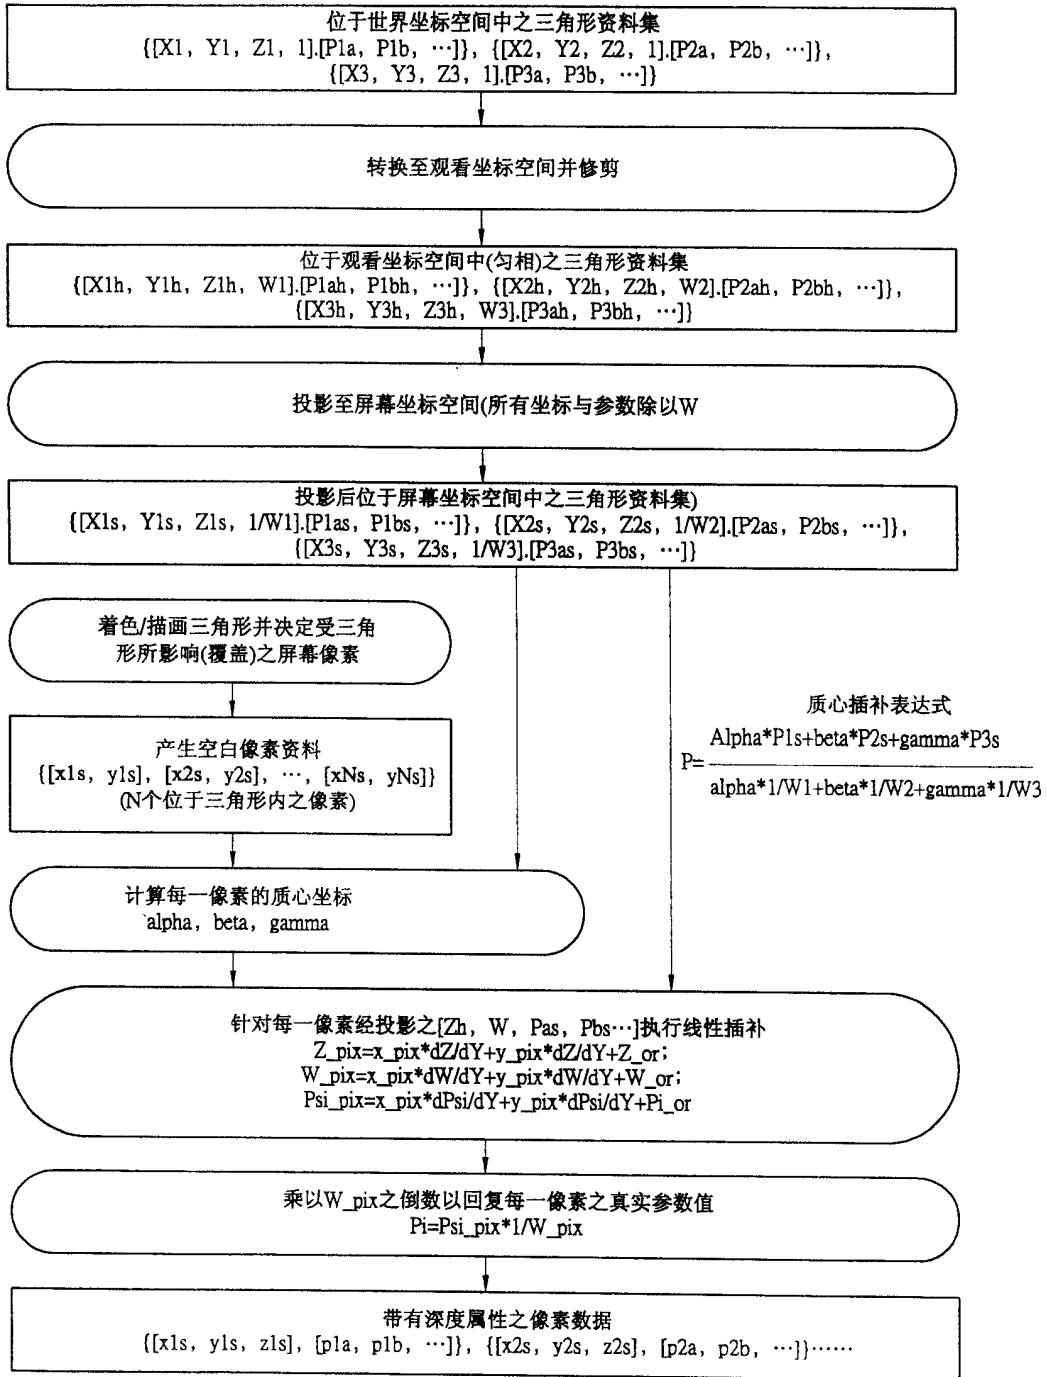 位于世界坐标空间中之三角形资料集
{[X1, Y1, Z1, 1].[P1a, P1b, …]}, {[X2, Y2, Z2, 1].[P2a, P2b, …]},
{[X3, Y3, Z3, 1].[P3a, P3b, …]}
转换至观看坐标空间并修剪
位于观看坐标空间中(匀相)之三角形资料集
{[X1h, Y1h, Z1h, W1].[P1ah, P1bh, …]}, {[X2h, Y2h, Z2h, W2].[P2ah, P2bh, …]},
{[X3h, Y3h, Z3h, W3].[P3ah, P3bh, …]}
投影至屏幕坐标空间(所有坐标与参数除以W
投影后位于屏幕坐标空间中之三角形资料集)
{[X1s, Y1s, Z1s, 1/W1].[P1as, P1bs, …]}, {[X2s, Y2s, Z2s, 1/W2].[P2as, P2bs, …]},
{[X3s, Y3s, Z3s, 1/W3].[P3as, P3bs, …]}
着色/描画三角形并决定受三角
形所影响(覆盖)之屏幕像素
产生空白像素资料
{[x1s, y1s], [x2s, y2s], …, [xNs, yNs]}
(N个位于三角形内之像素)
质心插补表达式
P=
Alpha*P1s+beta*P2s+gamma*P3s
alpha*1/W1+beta*1/W2+gamma*1/W3
计算每一像素的质心坐标
alpha, beta, gamma
针对每一像素经投影之[Zh, W, Pas, Pbs…]执行线性插补
Z_pix=x_pix*dZ/dY+y_pix*dZ/dY+Z_or;
W_pix=x_pix*dW/dY+y_pix*dW/dY+W_or;
Psi_pix=x_pix*dPsi/dY+y_pix*dPsi/dY+Pi_or
乘以W_pix之倒数以回复每一像素之真实参数值
Pi=Psi_pix*1/W_pix
带有深度属性之像素数据
{[x1s, y1s, z1s], [p1a, p1b, …]}, {[x2s, y2s, z2s], [p2a, p2b, …]}……